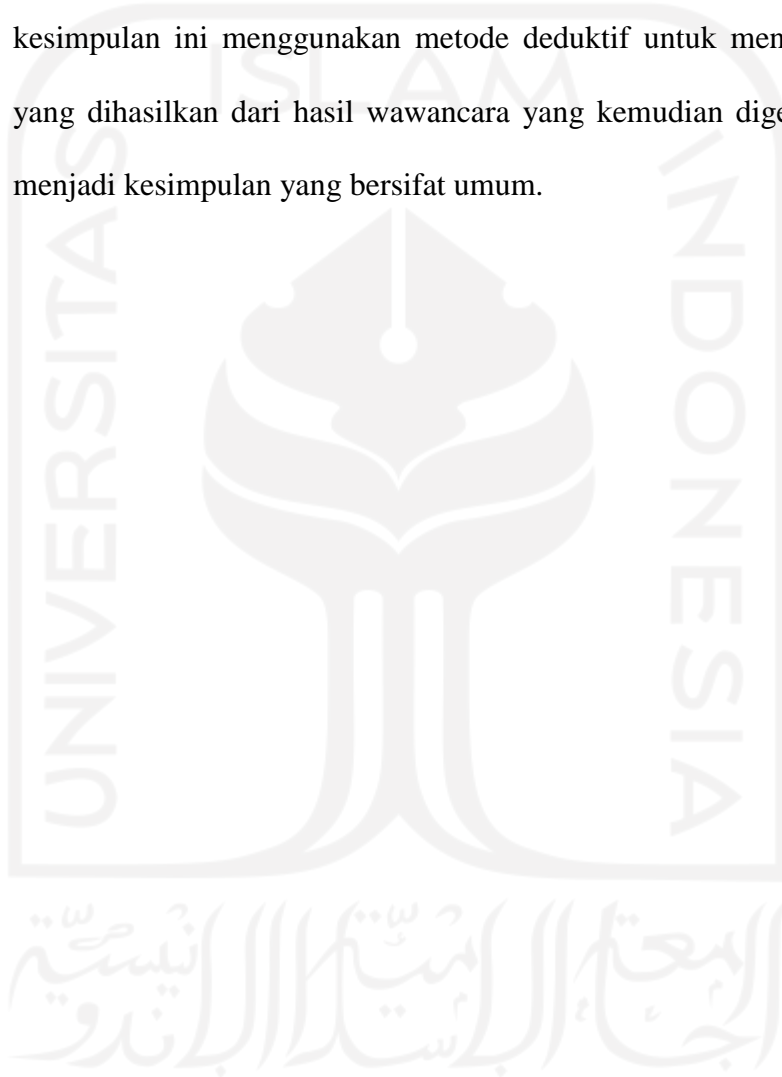 ISLAM
kesimpulan ini menggunakan metode deduktif untuk men
yang dihasilkan dari hasil wawancara yang kemudian dige
menjadi kesimpulan yang bersifat umum.
UNIVERSITAS
INDONESIA